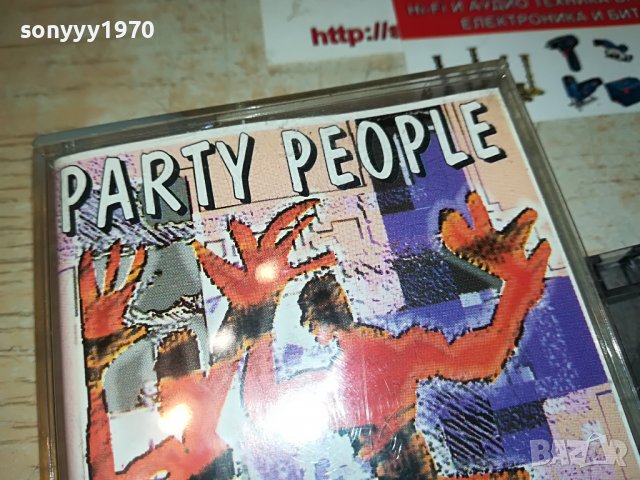 sonyyy1970
Hi-Fi И АУДИО ТЕХНИКА
ЕЛЕКТРОНИКА И БИТ
http://s
PARTY PEOPLE
BAZAR